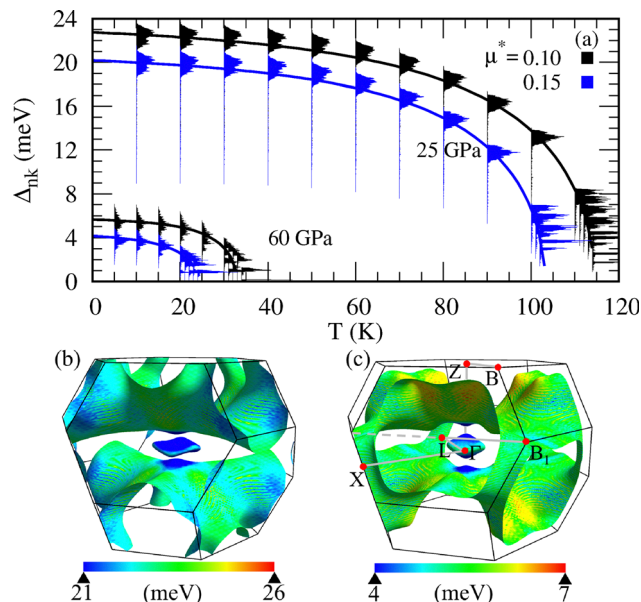 24
20
16
12
8
4
0
Δnk (meV)
(a)
μ* = 0.10
0.15
25 GPa
60 GPa
0 20 40 60 80 100 120
T (K)
(b)
(c)
Z
B
L
Γ
B1
X
21 (meV) 26
4 (meV) 7